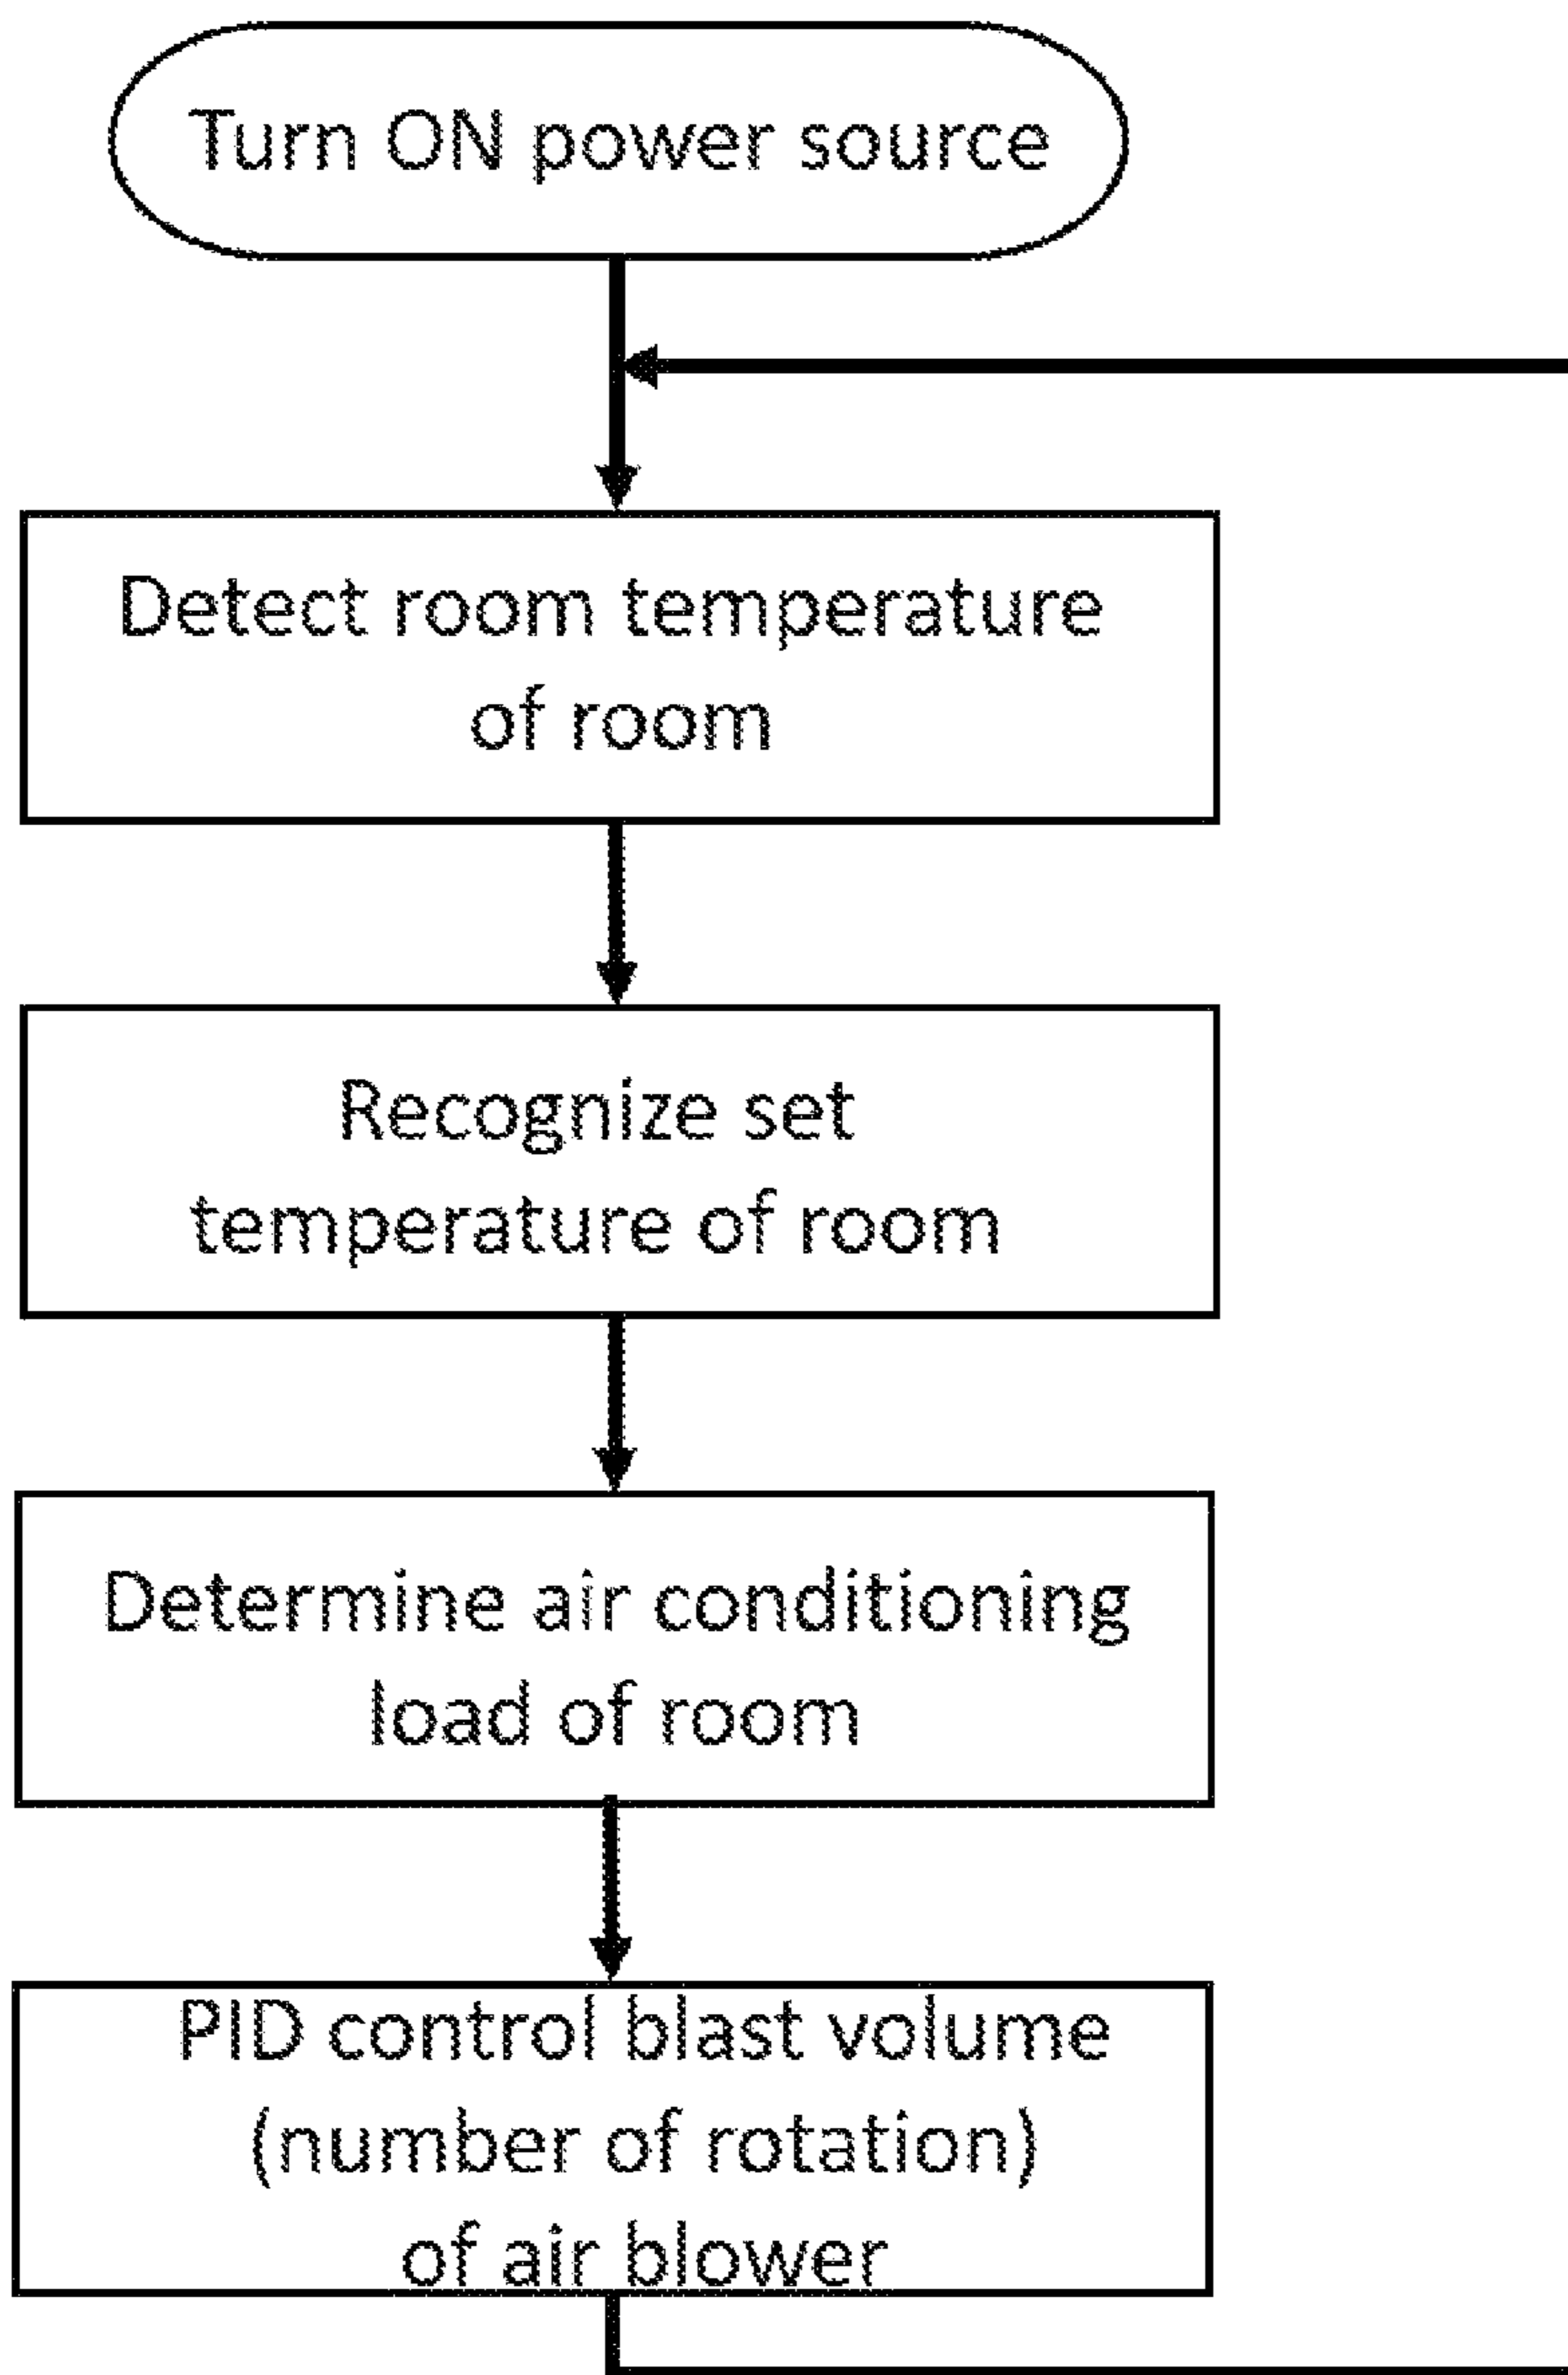 Turn ON power source
Detect room temperature
of room
Recognize set
temperature of room
Determine air conditioning
load of room
PID control blast volume
(number of rotation)
of air blower